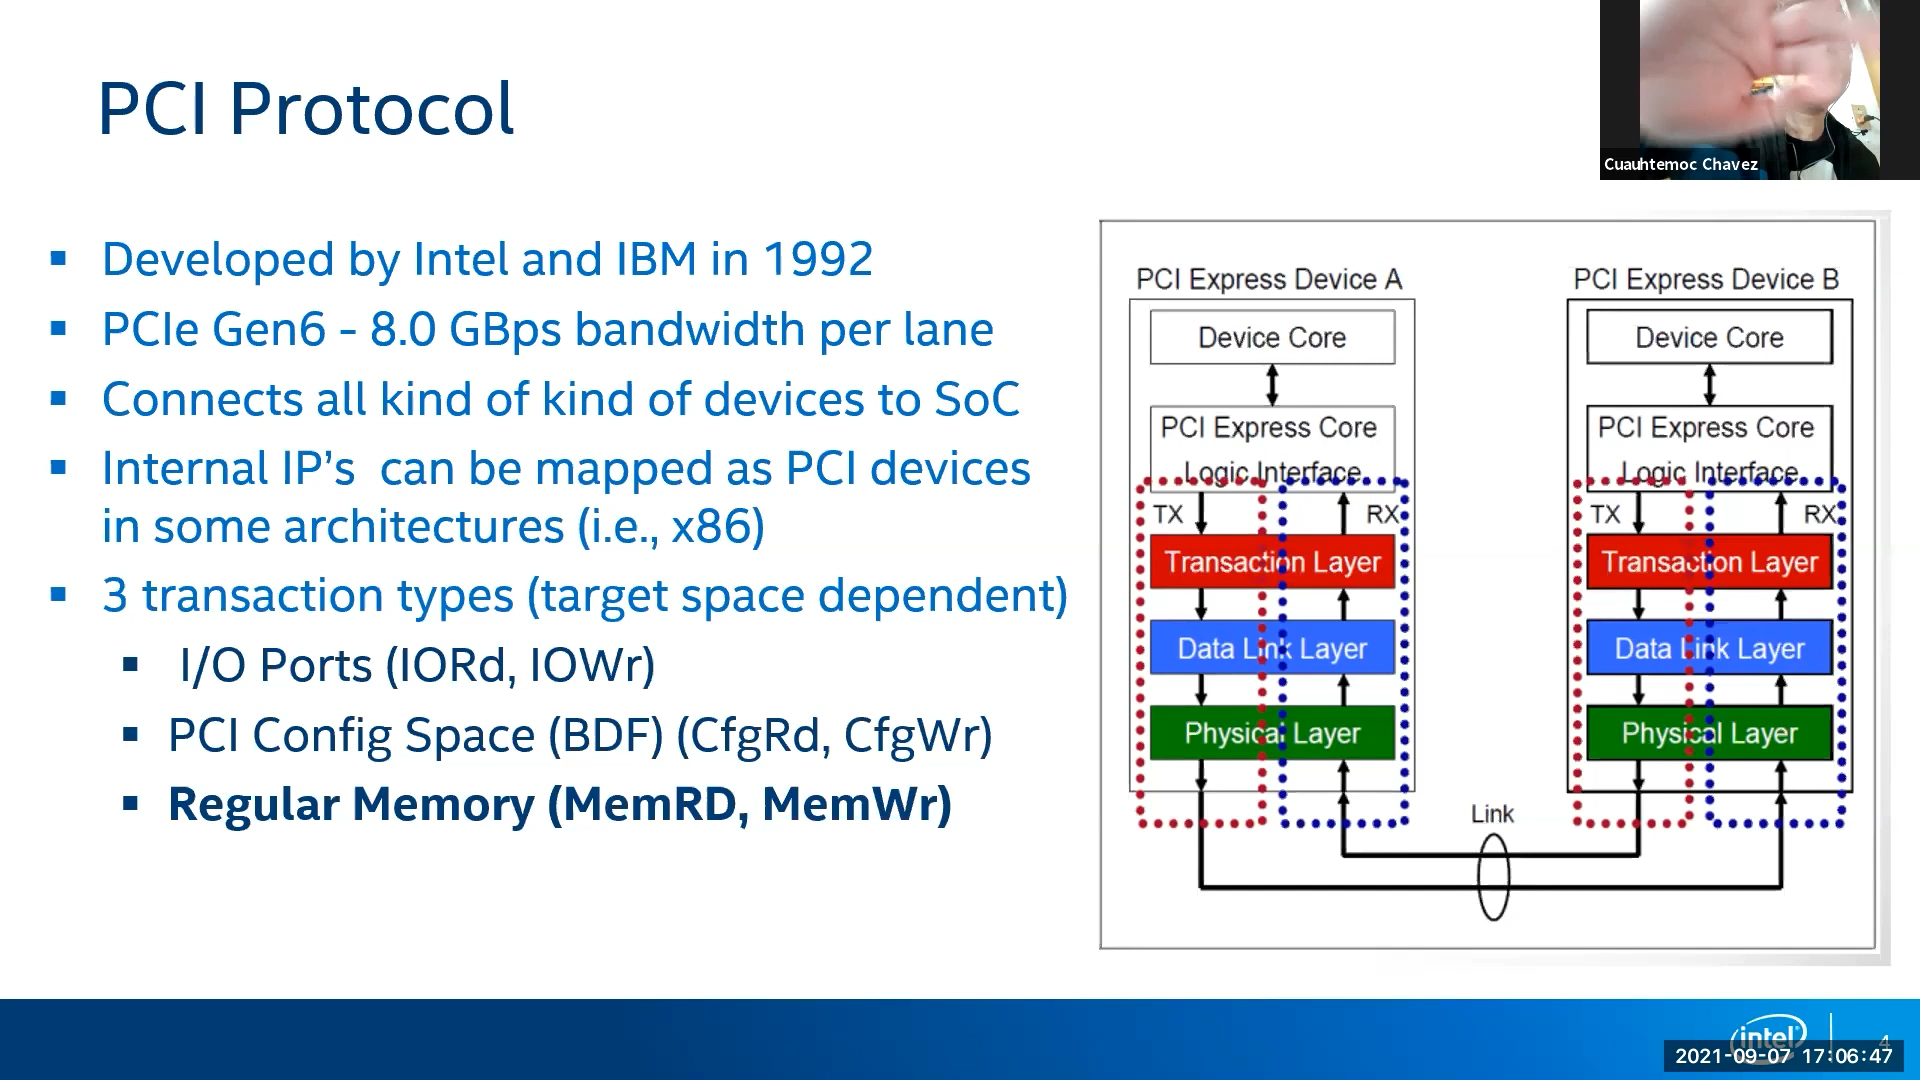 PCI Protocol
Cuauhtemoc Chavez
Developed by Intel and IBM in 1992
PCIe Gen6 - 8.0 GBps bandwidth per lane
Connects all kind of kind of devices to SoC
Internal IP’s  can be mapped as PCI devices
in some architectures (i.e., x86)
3 transaction types (target space dependent)
I/O Ports (IORd, IOWr)
PCI Config Space (BDF) (CfgRd, CfgWr)
Regular Memory (MemRD, MemWr)
PCI Express Device A
Device Core
PCI Express Core
Logic Interface
TX
RX
Transaction Layer
Data Link Layer
Physical Layer
PCI Express Device B
Device Core
PCI Express Core
Logic Interface
TX
RX
Transaction Layer
Data Link Layer
Physical Layer
Link
intel
4
2021-09-07 17:06:47